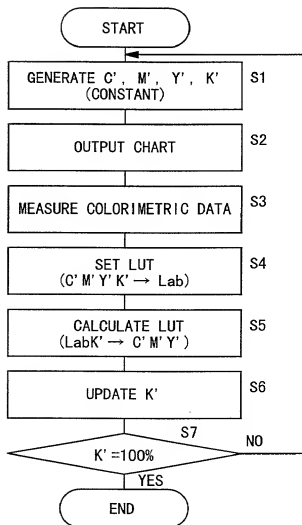 START
GENERATE C', M', Y', K'
(CONSTANT)
S1
OUTPUT CHART
S2
MEASURE COLORIMETRIC DATA
S3
SET LUT
(C'M'Y'K'→ Lab)
S4
CALCULATE LUT
(LabK'→ C'M'Y')
S5
UPDATE K'
S6
S7
K'=100%
NO
YES
END